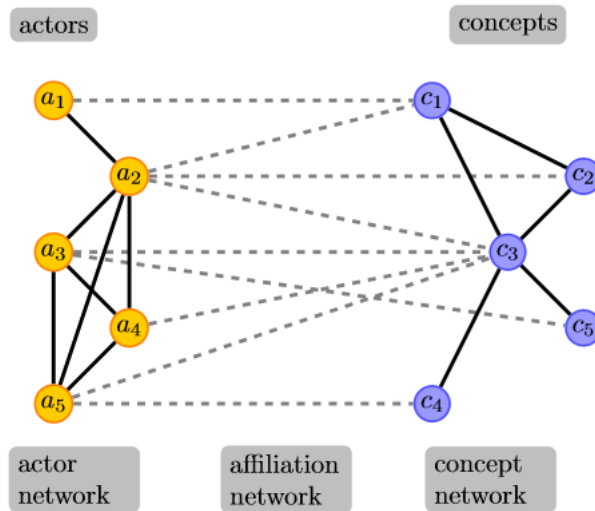 actors
concepts
a1
c1
a2
c2
a3
c3
a4
c5
a5
c4
actor
network
affiliation
network
concept
network